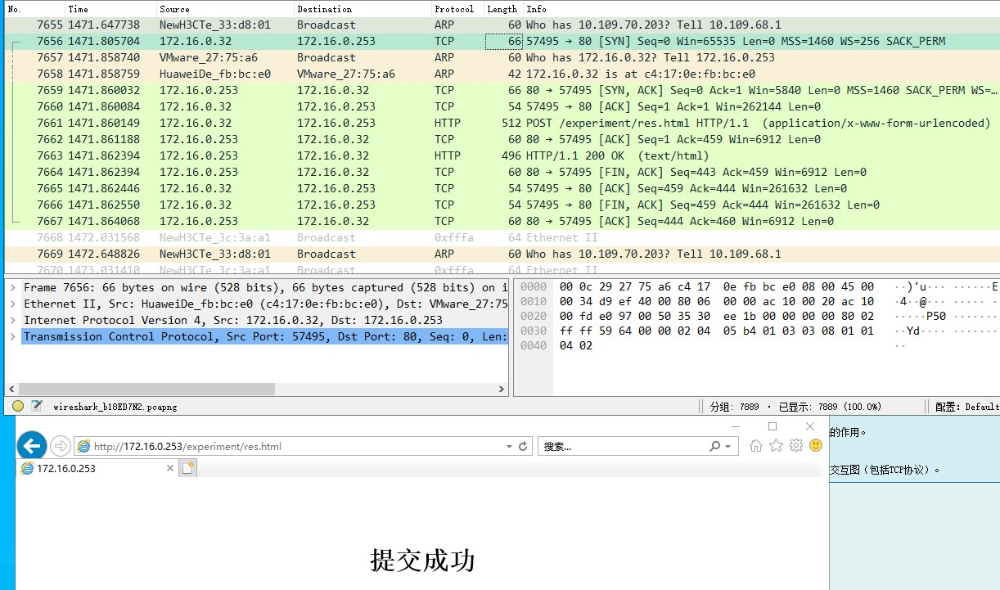 No. Time Source Destination Protocol Length Info
7655 1471.647738 NewH3CTe_33:d8:01 Broadcast ARP 60 Who has 10.109.70.203? Tell 10.109.68.1
7656 1471.805704 172.16.0.32 172.16.0.253 TCP 66 57495 → 80 [SYN] Seq=0 Win=65535 Len=0 MSS=1460 WS=256 SACK_PERM
7657 1471.858740 VMware_27:75:a6 Broadcast ARP 60 Who has 172.16.0.32? Tell 172.16.0.253
7658 1471.858759 HuaweiDe_fb:bc:e0 VMware_27:75:a6 ARP 42 172.16.0.32 is at c4:17:0e:fb:bc:e0
7659 1471.860032 172.16.0.253 172.16.0.32 TCP 66 80 → 57495 [SYN, ACK] Seq=0 Ack=1 Win=5840 Len=0 MSS=1460 SACK_PERM WS=…
7660 1471.860084 172.16.0.32 172.16.0.253 TCP 54 57495 → 80 [ACK] Seq=1 Ack=1 Win=262144 Len=0
7661 1471.860149 172.16.0.32 172.16.0.253 HTTP 512 POST /experiment/res.html HTTP/1.1  (application/x-www-form-urlencoded)
7662 1471.861188 172.16.0.253 172.16.0.32 TCP 60 80 → 57495 [ACK] Seq=1 Ack=459 Win=6912 Len=0
7663 1471.862394 172.16.0.253 172.16.0.32 HTTP 496 HTTP/1.1 200 OK  (text/html)
7664 1471.862394 172.16.0.253 172.16.0.32 TCP 60 80 → 57495 [FIN, ACK] Seq=443 Ack=459 Win=6912 Len=0
7665 1471.862446 172.16.0.32 172.16.0.253 TCP 54 57495 → 80 [ACK] Seq=459 Ack=444 Win=261632 Len=0
7666 1471.862550 172.16.0.32 172.16.0.253 TCP 54 57495 → 80 [FIN, ACK] Seq=459 Ack=444 Win=261632 Len=0
7667 1471.864068 172.16.0.253 172.16.0.32 TCP 60 80 → 57495 [ACK] Seq=444 Ack=460 Win=6912 Len=0
7668 1472.031568 NewH3CTe_3c:3a:a1 Broadcast 0xfffa 64 Ethernet II
7669 1472.648826 NewH3CTe_33:d8:01 Broadcast ARP 60 Who has 10.109.70.203? Tell 10.109.68.1
7670 1473.031410 NewH3CTe_3c:3a:a1 Broadcast 0xfffa 64 Ethernet II
Frame 7656: 66 bytes on wire (528 bits), 66 bytes captured (528 bits) on i
Ethernet II, Src: HuaweiDe_fb:bc:e0 (c4:17:0e:fb:bc:e0), Dst: VMware_27:75
Internet Protocol Version 4, Src: 172.16.0.32, Dst: 172.16.0.253
Transmission Control Protocol, Src Port: 57495, Dst Port: 80, Seq: 0, Len:
0000 00 0c 29 27 75 a6 c4 17 0e fb bc e0 08 00 45 00 ··)'u··· ······E
0010 00 34 d9 ef 40 00 80 06 00 00 ac 10 00 20 ac 10 ·4··@··· ······
0020 00 fd e0 97 00 50 35 30 ee 1b 00 00 00 00 80 02 ·····P50 ·······
0030 ff ff 59 64 00 00 02 04 05 b4 01 03 03 08 01 01 ··Yd···· ·······
0040 04 02 ··
wireshark_b18ED7N2.pcapng 分组: 7889 · 已显示: 7889 (100.0%) 配置: Default
的作用。
http://172.16.0.253/experiment/res.html 搜索...
172.16.0.253
交互图（包括TCP协议）。
提交成功